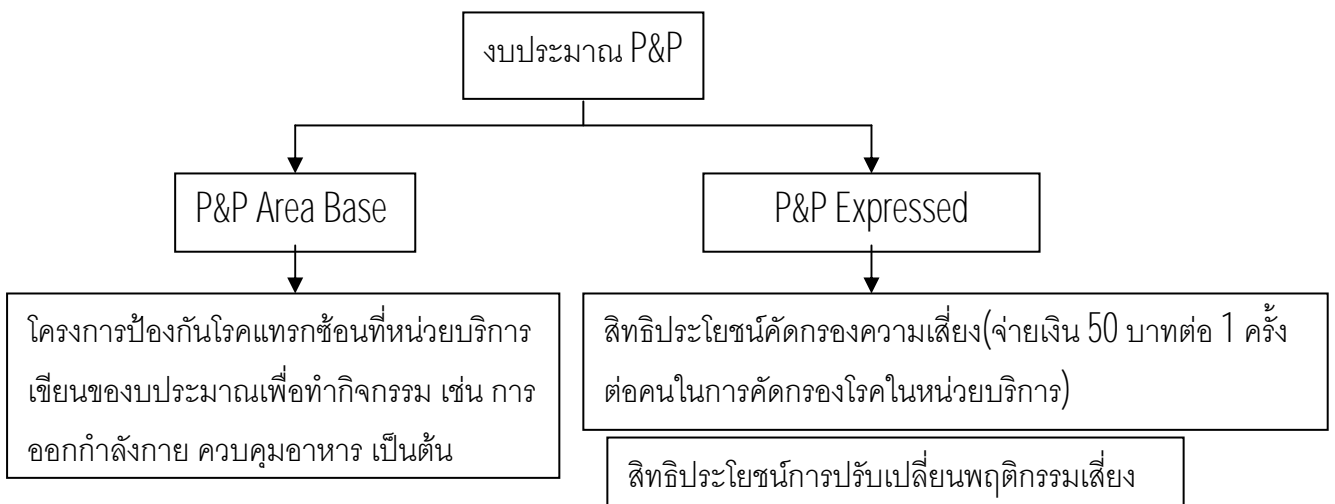 งบประมาณ P&P
P&P Area Base
P&P Expressed
โครงการป้องกันโรคแทรกซ้อนที่หน่วยบริการ
เขียนของบประมาณเพื่อทำกิจกรรม เช่น การ
ออกกำลังกาย ควบคุมอาหาร เป็นต้น
สิทธิประโยชน์คัดกรองความเสี่ยง(จ่ายเงิน 50 บาทต่อ 1 ครั้ง
ต่อคนในการคัดกรองโรคในหน่วยบริการ)
สิทธิประโยชน์การปรับเปลี่ยนพฤติกรรมเสี่ยง